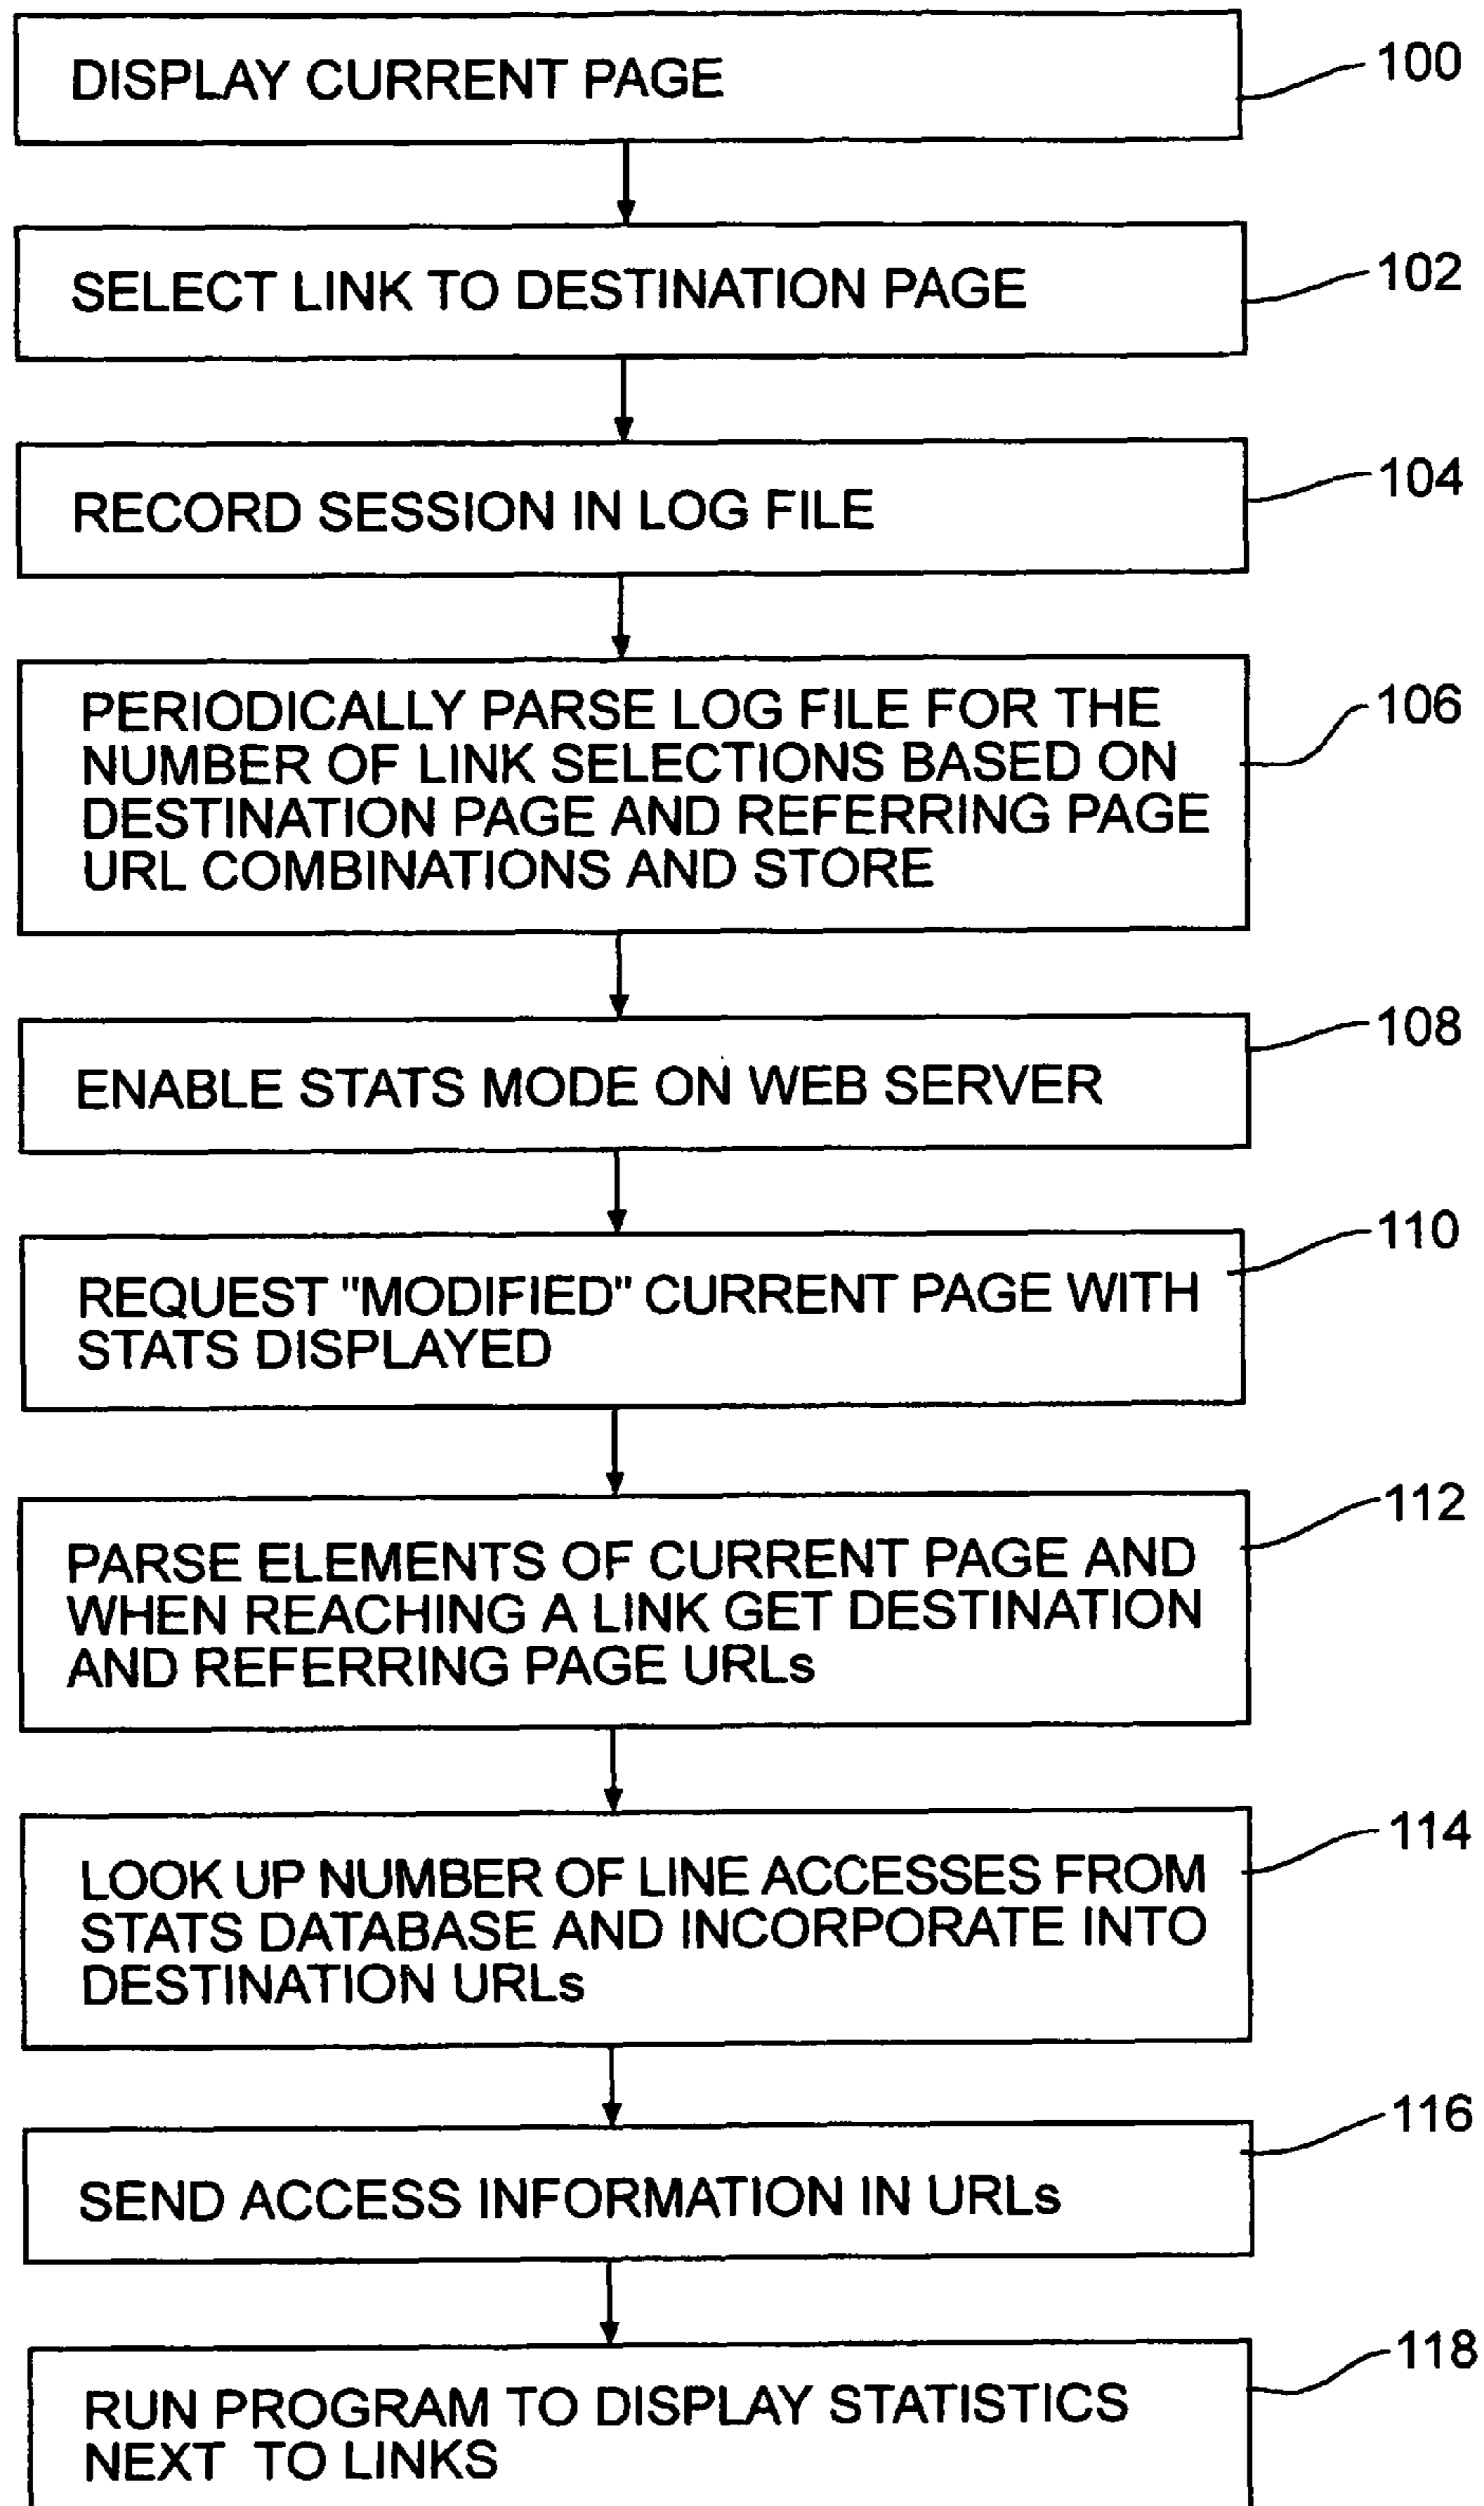 DISPLAY CURRENT PAGE
100
SELECT LINK TO DESTINATION PAGE
102
RECORD SESSION IN LOG FILE
104
PERIODICALLY PARSE LOG FILE FOR THE
NUMBER OF LINK SELECTIONS BASED ON
DESTINATION PAGE AND REFERRING PAGE
URL COMBINATIONS AND STORE
106
ENABLE STATS MODE ON WEB SERVER
108
REQUEST "MODIFIED" CURRENT PAGE WITH
STATS DISPLAYED
110
PARSE ELEMENTS OF CURRENT PAGE AND
WHEN REACHING A LINK GET DESTINATION
AND REFERRING PAGE URLs
112
LOOK UP NUMBER OF LINE ACCESSES FROM
STATS DATABASE AND INCORPORATE INTO
DESTINATION URLs
114
SEND ACCESS INFORMATION IN URLs
116
RUN PROGRAM TO DISPLAY STATISTICS
NEXT TO LINKS
118